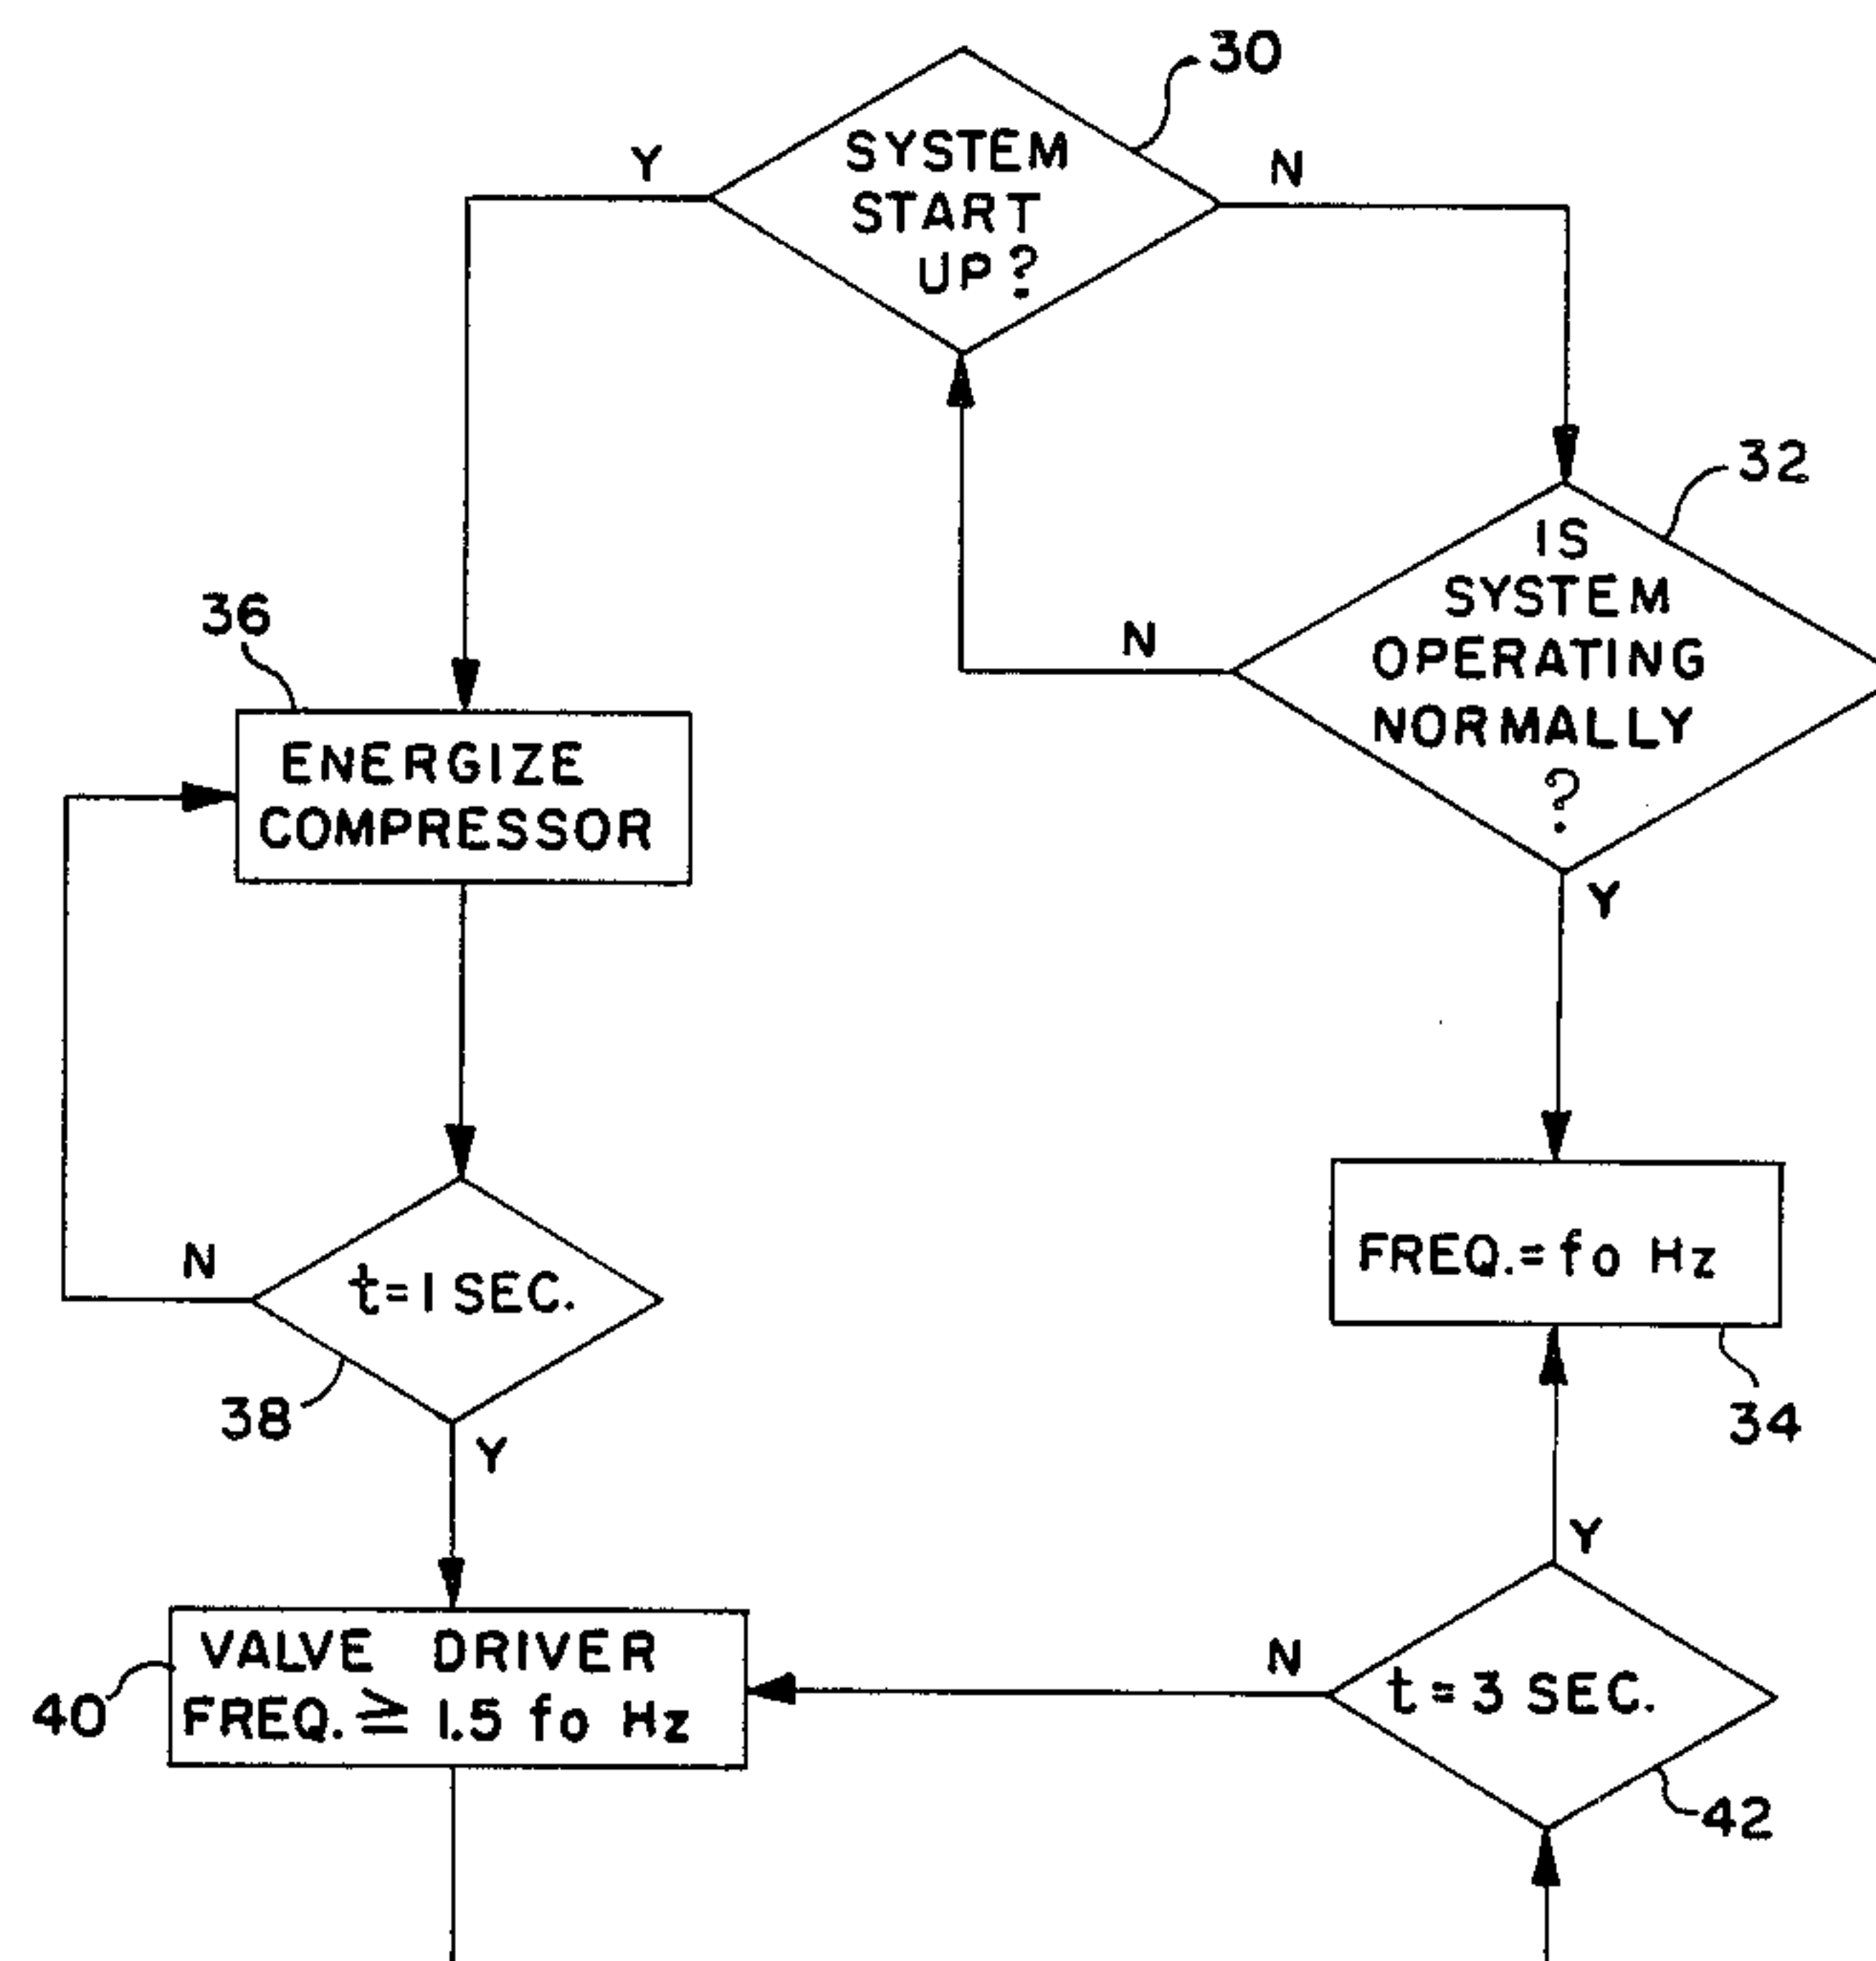 30
Y
N
SYSTEM
START
UP?
32
IS
SYSTEM
OPERATING
NORMALLY
?
N
Y
36
ENERGIZE
COMPRESSOR
N
t=1 SEC.
38
Y
FREQ.=fo Hz
34
Y
VALVE DRIVER
FREQ.≥ 1.5 fo Hz
40
N
t=3 SEC.
42